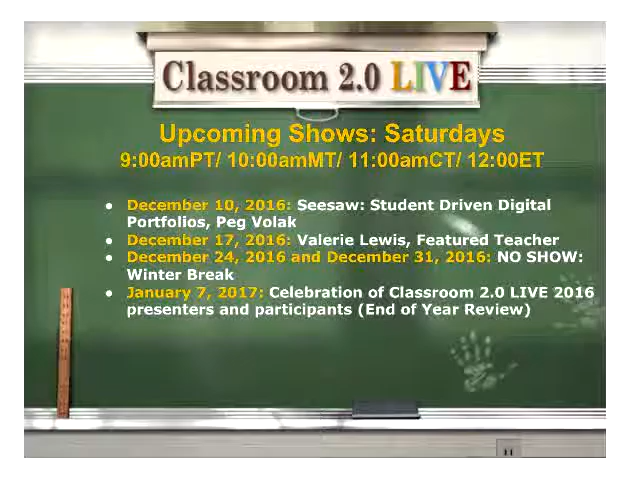 Classroom 2.0 LIVE
Upcoming Shows: Saturdays
9:00amPT/ 10:00amMT/ 11:00amCT/ 12:00ET
● December 10, 2016: Seesaw: Student Driven Digital
Portfolios, Peg Volak
● December 17, 2016: Valerie Lewis, Featured Teacher
● December 24, 2016 and December 31, 2016: NO SHOW:
Winter Break
● January 7, 2017: Celebration of Classroom 2.0 LIVE 2016
presenters and participants (End of Year Review)